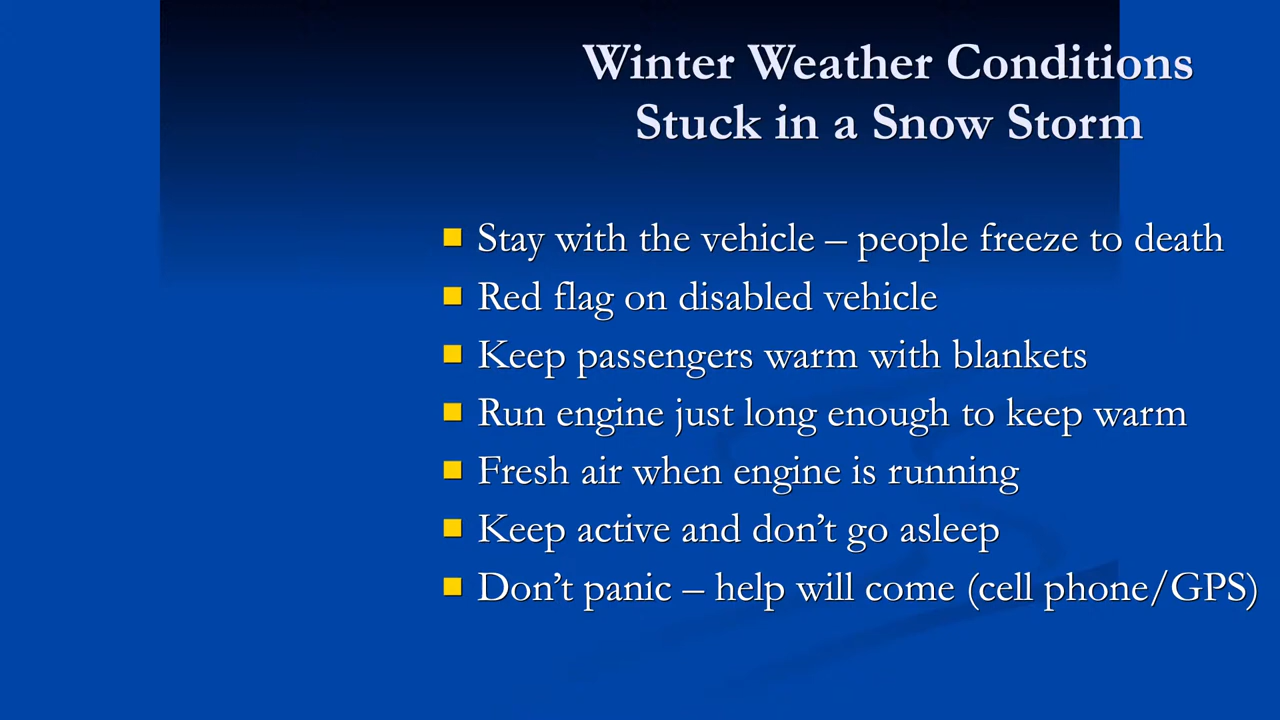 Winter Weather Conditions
Stuck in a Snow Storm
Stay with the vehicle – people freeze to death
Red flag on disabled vehicle
Keep passengers warm with blankets
Run engine just long enough to keep warm
Fresh air when engine is running
Keep active and don’t go asleep
Don’t panic – help will come (cell phone/GPS)